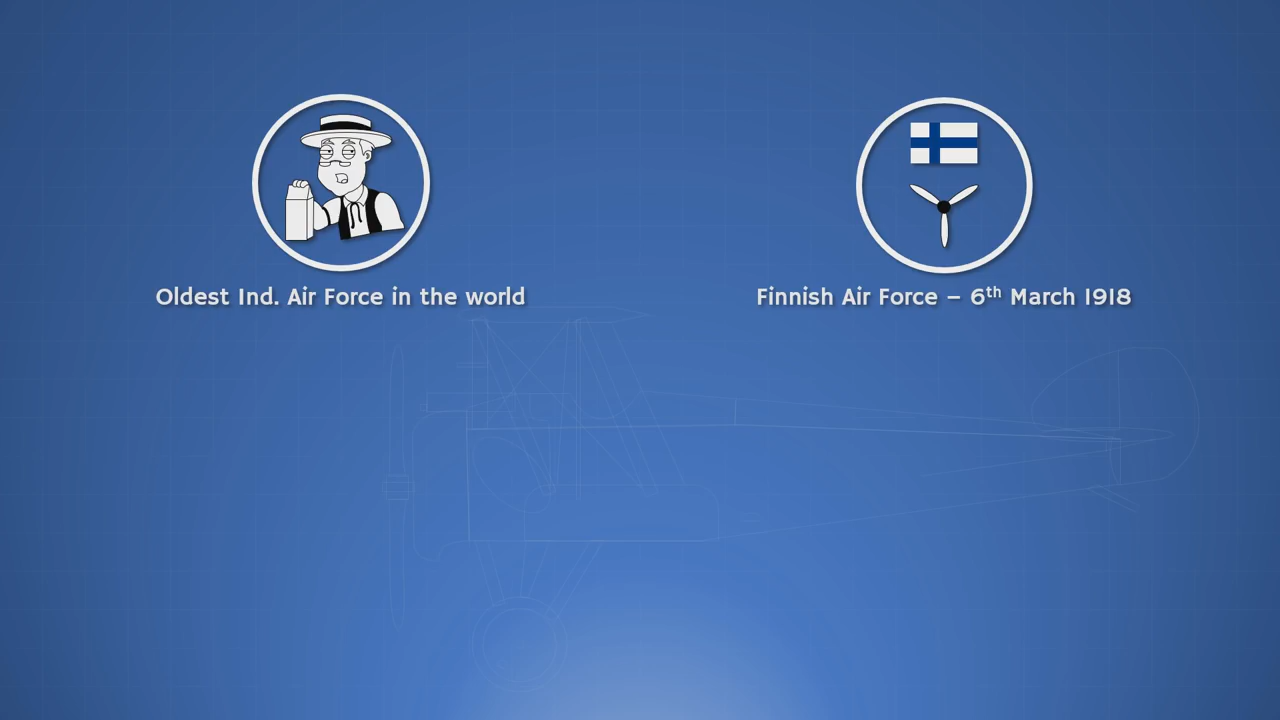 Oldest Ind. Air Force in the world
Finnish Air Force – 6th March 1918